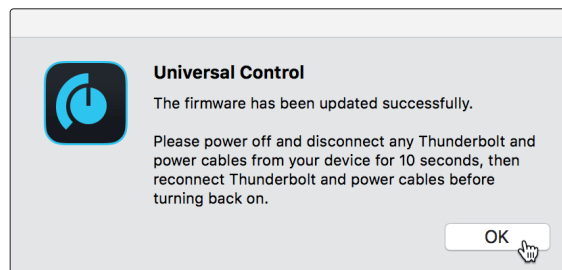 Universal Control
The firmware has been updated successfully.
Please power off and disconnect any Thunderbolt and
power cables from your device for 10 seconds, then
reconnect Thunderbolt and power cables before
turning back on.
OK